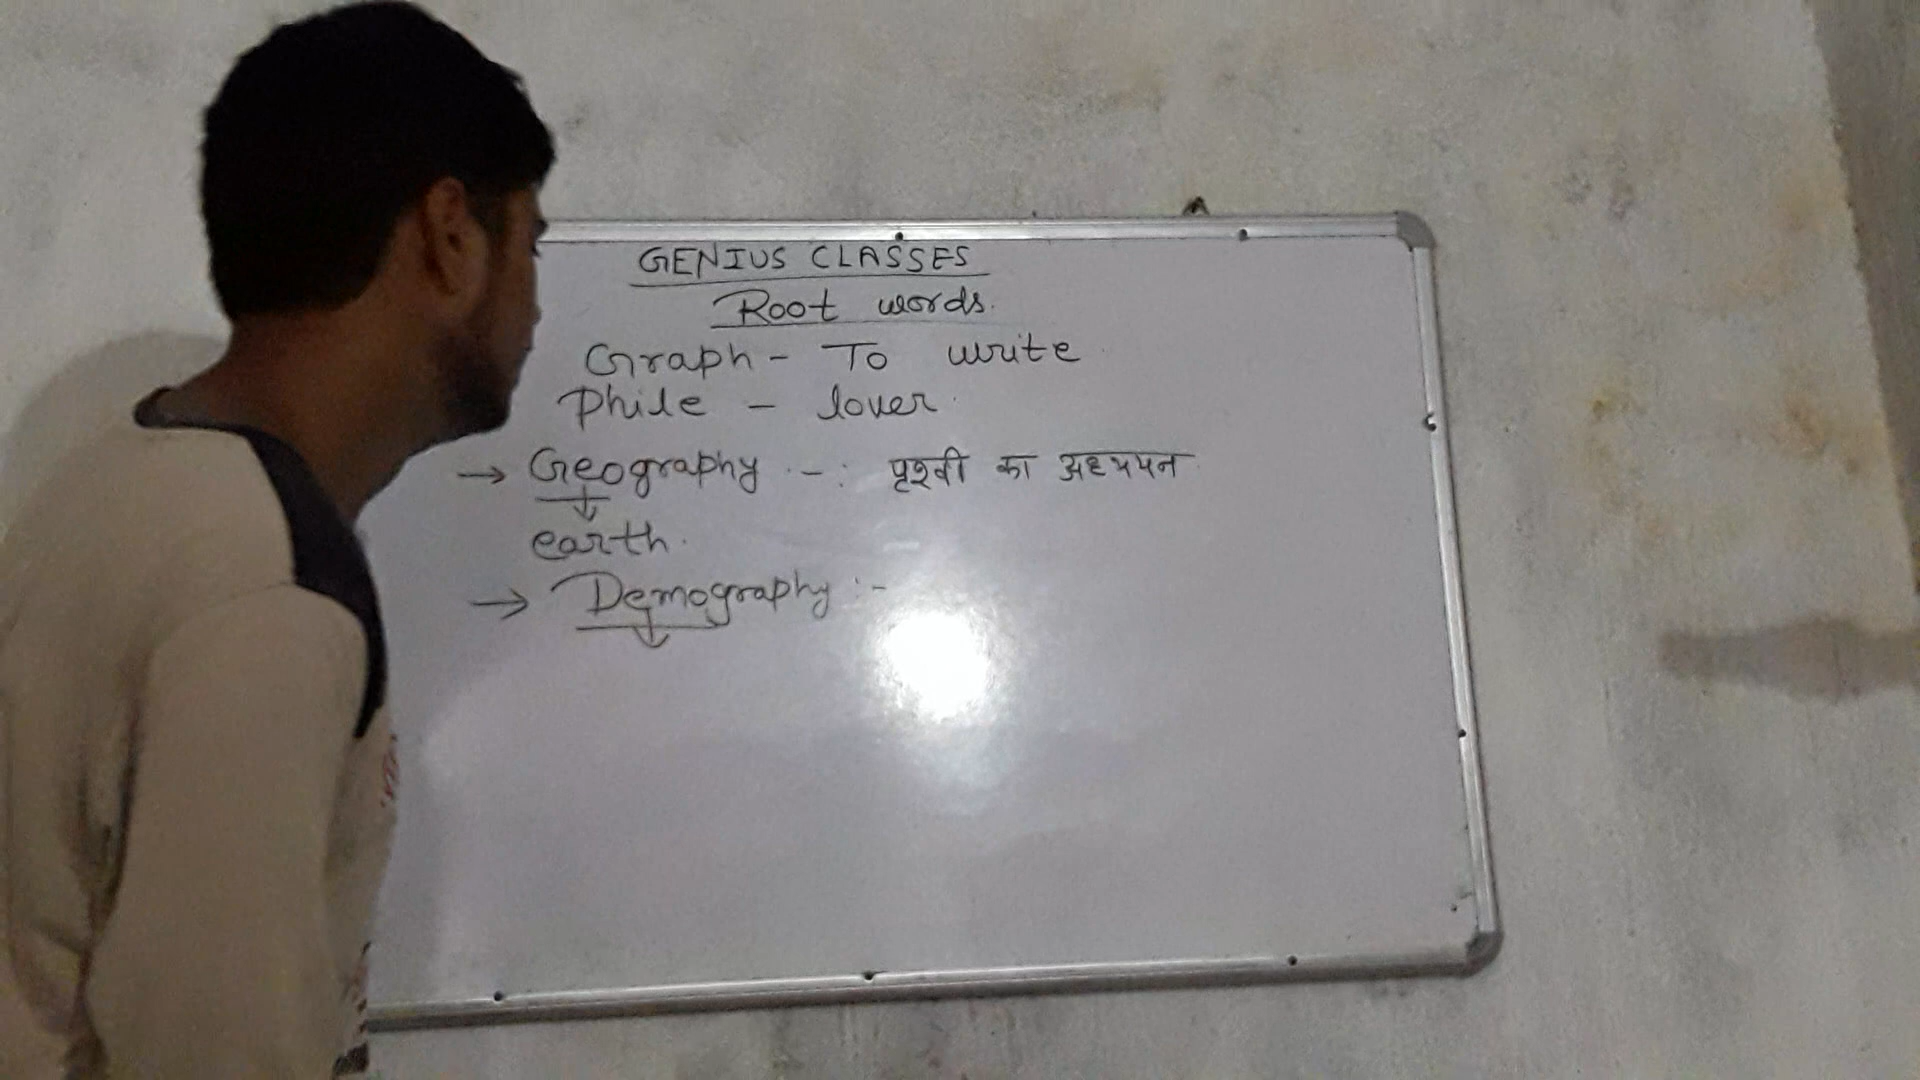 GENIUS CLASSES
Root words.
Graph - To write
Phile - lover
→ Geography -: पृथ्वी का अध्ययन
earth.
→ Demography :-